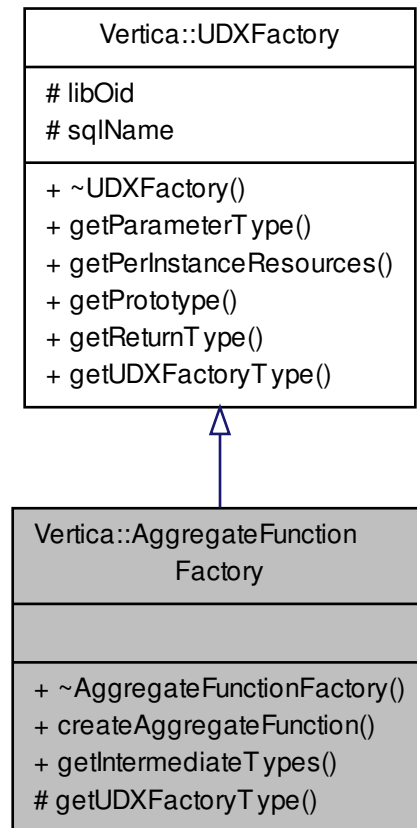 Vertica::UDXFactory
# libOid
# sqlName
+ ~UDXFactory()
+ getParameterType()
+ getPerInstanceResources()
+ getPrototype()
+ getReturnType()
+ getUDXFactoryType()
Vertica::AggregateFunction
Factory
+ ~AggregateFunctionFactory()
+ createAggregateFunction()
+ getIntermediateTypes()
# getUDXFactoryType()